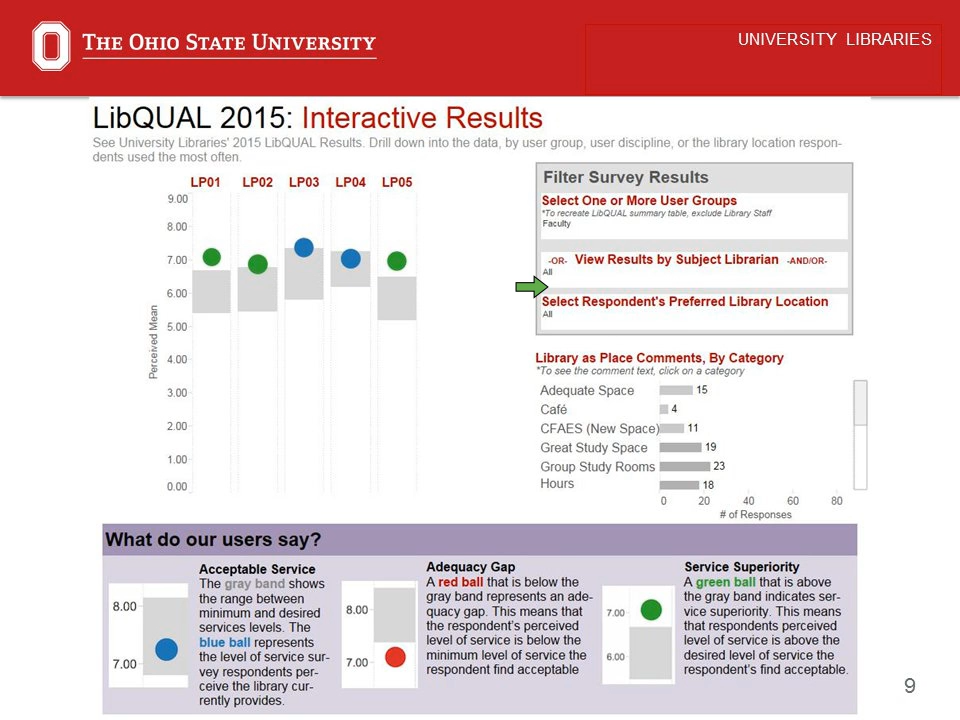 THE OHIO STATE UNIVERSITY
UNIVERSITY LIBRARIES
LibQUAL 2015: Interactive Results
See University Libraries' 2015 LibQUAL Results. Drill down into the data, by user group, user discipline, or the library location respon-
dents used the most often.
LP01 LP02 LP03 LP04 LP05
9.00
8.00
7.00
6.00
5.00
4.00
3.00
2.00
1.00
0.00
Perceived Mean
Filter Survey Results
Select One or More User Groups
*To recreate LibQUAL summary table, exclude Library Staff
Faculty
-OR- View Results by Subject Librarian -AND/OR-
All
Select Respondent's Preferred Library Location
All
Library as Place Comments, By Category
*To see the comment text, click on a category
Adequate Space 15
Café 4
CFAES (New Space) 11
Great Study Space 19
Group Study Rooms 23
Hours 18
0 20 40 60 80
# of Responses
What do our users say?
8.00
7.00
Acceptable Service
The gray band shows
the range between
minimum and desired
services levels. The
blue ball represents
the level of service sur-
vey respondents per-
ceive the library cur-
rently provides.
8.00
7.00
Adequacy Gap
A red ball that is below the
gray band represents an ade-
quacy gap. This means that
the respondent's perceived
level of service is below the
minimum level of service the
respondent find acceptable
7.00
6.00
Service Superiority
A green ball that is above
the gray band indicates ser-
vice superiority. This means
that respondents perceived
level of service is above the
desired level of service the
respondent's find acceptable.
9